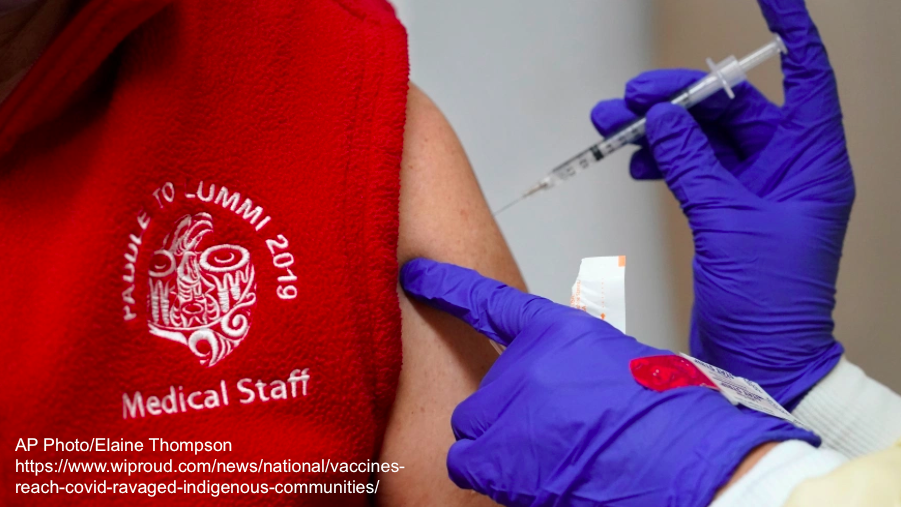 PADDLE TO LUMMI 2019
Medical Staff
AP Photo/Elaine Thompson
https://www.wiproud.com/news/national/vaccines-
reach-covid-ravaged-indigenous-communities/